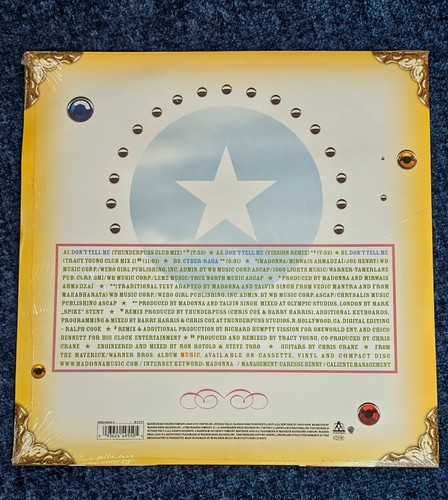 A1. DON'T TELL ME (THUNDERPUSS CLUB MIX) (7:53) ★ A2. DON'T TELL ME (VISSION REMIX) (7:53) ★ B1. DON'T TELL ME
(TRACY YOUNG CLUB MIX) (11:01) ★ B2. CYBER-RAGA (5:31) ★ (MADONNA/MIRWAIS AHMADZAÏ/JOE HENRY) WB
MUSIC CORP./WEBO GIRL PUBLISHING, INC. ADMIN. BY WB MUSIC CORP. ASCAP/1000 LIGHTS MUSIC/WARNER-TAMERLANE
PUB. CORP. BMI/WB MUSIC CORP./LEMZ MUSIC/TRUE NORTH MUSIC ASCAP ★ PRODUCED BY MADONNA AND MIRWAIS
AHMADZAÏ ★ (TRADITIONAL TEXT ADAPTED BY MADONNA AND TALVIN SINGH FROM VEDIC MANTRA AND FROM
MAHABHARATA) WB MUSIC CORP./WEBO GIRL PUBLISHING, INC. ADMIN. BY WB MUSIC CORP. ASCAP/CHRYSALIS MUSIC
ASCAP ★ PRODUCED BY MADONNA AND TALVIN SINGH. MIXED AT OLYMPIC STUDIOS, LONDON BY MARK
"SPIKE" STENT ★ REMIX PRODUCED BY THUNDERPUSS (CHRIS COX & BARRY HARRIS). ADDITIONAL KEYBOARDS,
PROGRAMMING & MIXED BY BARRY HARRIS & CHRIS COX AT THUNDERPUSS STUDIOS, N. HOLLYWOOD, CA. DIGITAL EDITING
- RALPH COOK ★ REMIX & ADDITIONAL PRODUCTION BY RICHARD HUMPTY VISSION FOR ONEWORLD ENT. AND CHICO
BENNETT FOR BIG CLOCK ENTERTAINMENT ★ PRODUCED AND REMIXED BY TRACY YOUNG. CO-PRODUCED BY CHRIS
CRANE ★ ENGINEERED AND MIXED BY RON ROTOLO & STEVE TORO ★ GUITARS BY CHRIS CRANE ★ FROM
THE MAVERICK/WARNER BROS. ALBUM MUSIC. AVAILABLE ON CASSETTE, VINYL AND COMPACT DISC
WWW.MADONNAMUSIC.COM / INTERNET KEYWORD: MADONNA / MANAGEMENT: CARESSE HENRY / CALIENTE MANAGEMENT